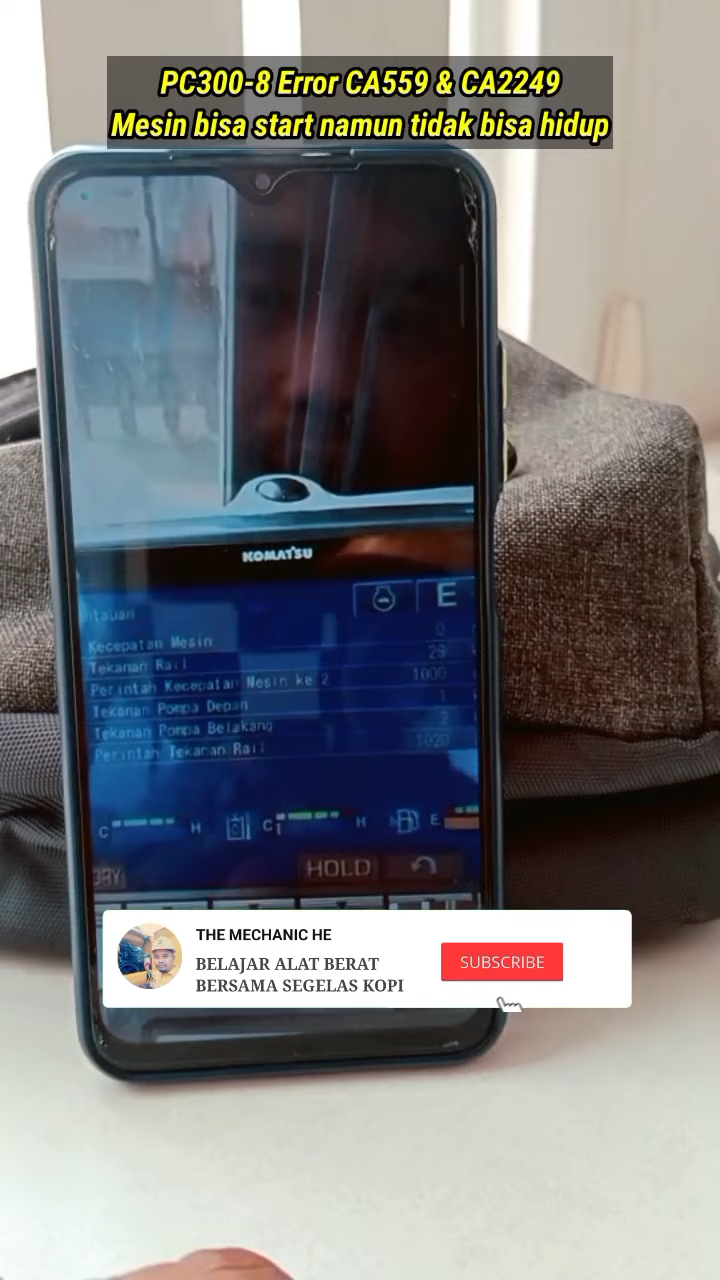 PC300-8 Error CA559 & CA2249
Mesin bisa start namun tidak bisa hidup
KOMATSU
E
ntauan
Kecepatan Mesin 0
Tekanan Rail 29
Perintah Kecepatan Mesin ke 2 1000
Tekanan Pompa Depan 1
Tekanan Pompa Belakang 2
Perintah Tekanan Rail 1020
C H C H E
HOLD
THE MECHANIC HE
BELAJAR ALAT BERAT
BERSAMA SEGELAS KOPI
SUBSCRIBE